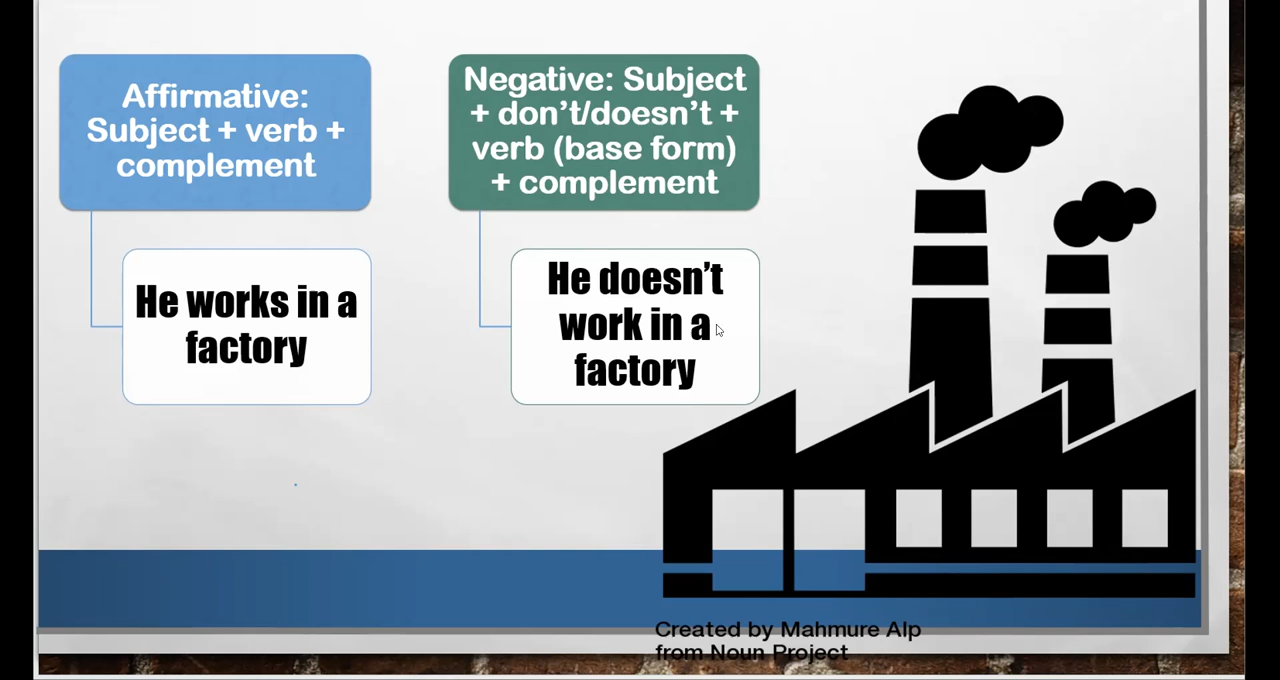 Affirmative:
Subject + verb +
complement
Negative: Subject
+ don’t/doesn’t +
verb (base form)
+ complement
He works in a
factory
He doesn’t
work in a
factory
Created by Mahmure Alp
from Noun Project